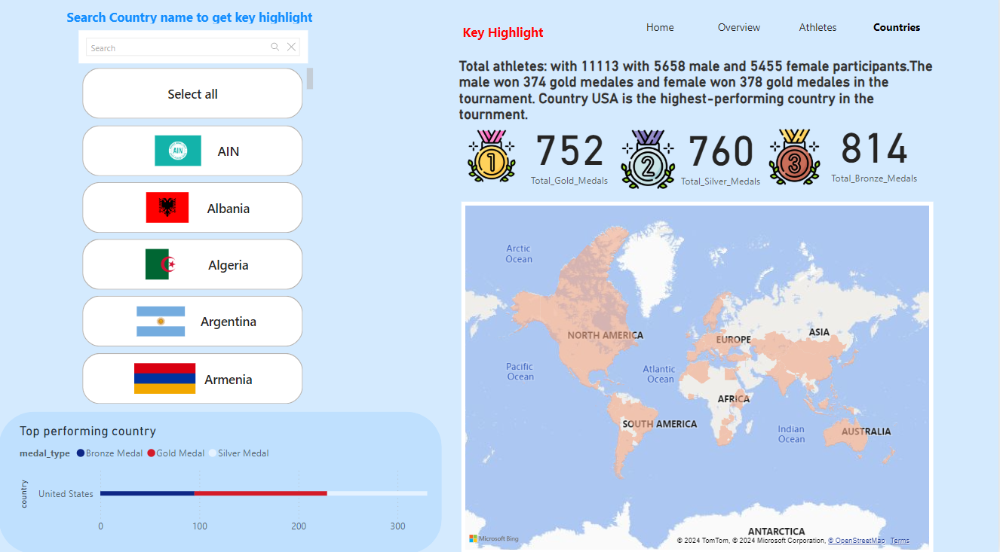 Search Country name to get key highlight
Search
Select all
AIN
AIN
Albania
Algeria
Argentina
Armenia
Top performing country
medal_type Bronze Medal Gold Medal Silver Medal
country
United States
0 100 200 300
Home Overview Athletes Countries
Key Highlight
Total athletes: with 11113 with 5658 male and 5455 female participants.The
male won 374 gold medales and female won 378 gold medales in the
tournament. Country USA is the highest-performing country in the
tournment.
1 752 2 760 3 814
Total_Gold_Medals Total_Silver_Medals Total_Bronze_Medals
Arctic
Ocean
NORTH AMERICA
EUROPE
ASIA
Pacific
Ocean
Atlantic
Ocean
AFRICA
SOUTH AMERICA
Indian
Ocean
AUSTRALIA
ANTARCTICA
Microsoft Bing
© 2024 TomTom, © 2024 Microsoft Corporation, © OpenStreetMap Terms